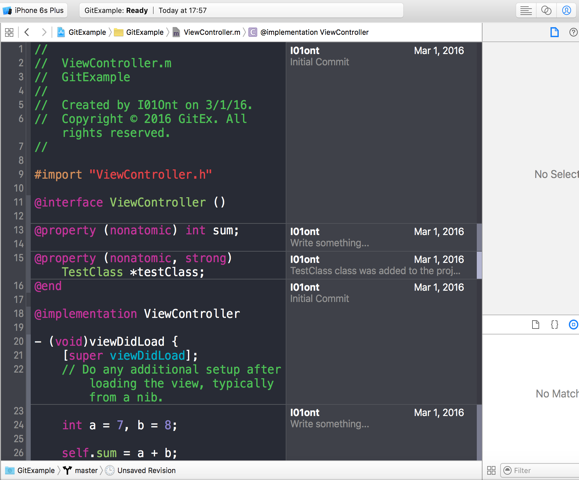 iPhone 6s Plus
GitExample: Ready | Today at 17:57
GitExample GitExample ViewController.m @implementation ViewController
1 //
2 // ViewController.m
3 // GitExample
4 //
5 // Created by I01Ont on 3/1/16.
6 // Copyright © 2016 GitEx. All
rights reserved.
7 //
8
9 #import "ViewController.h"
10
11 @interface ViewController ()
12
13 @property (nonatomic) int sum;
14
15 @property (nonatomic, strong)
TestClass *testClass;
16 @end
17
18 @implementation ViewController
19
20 - (void)viewDidLoad {
21 [super viewDidLoad];
22 // Do any additional setup after
loading the view, typically
from a nib.
23
24 int a = 7, b = 8;
25
26 self.sum = a + b;
I01ont Mar 1, 2016
Initial Commit
I01ont Mar 1, 2016
Write something...
I01ont Mar 1, 2016
TestClass class was added to the proj...
I01ont Mar 1, 2016
Initial Commit
I01ont Mar 1, 2016
Write something...
No Select
No Match
GitExample master Unsaved Revision
Filter